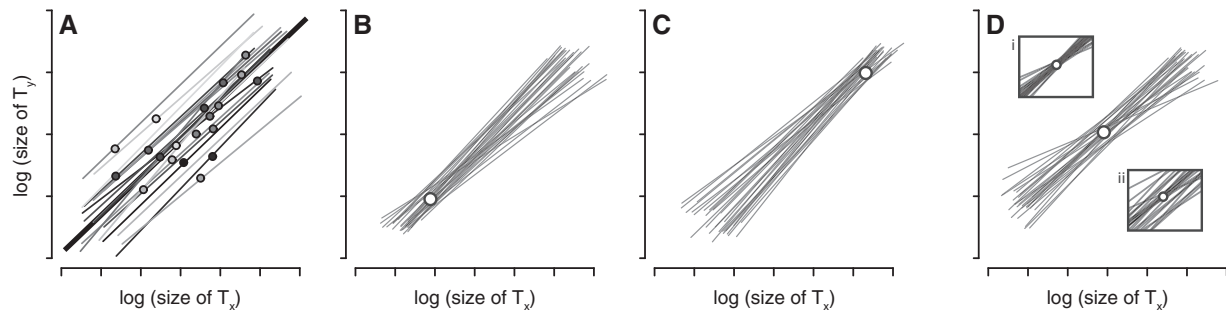 A
B
C
D
i
ii
log (size of Ty)
log (size of Tx)
log (size of Tx)
log (size of Tx)
log (size of Tx)